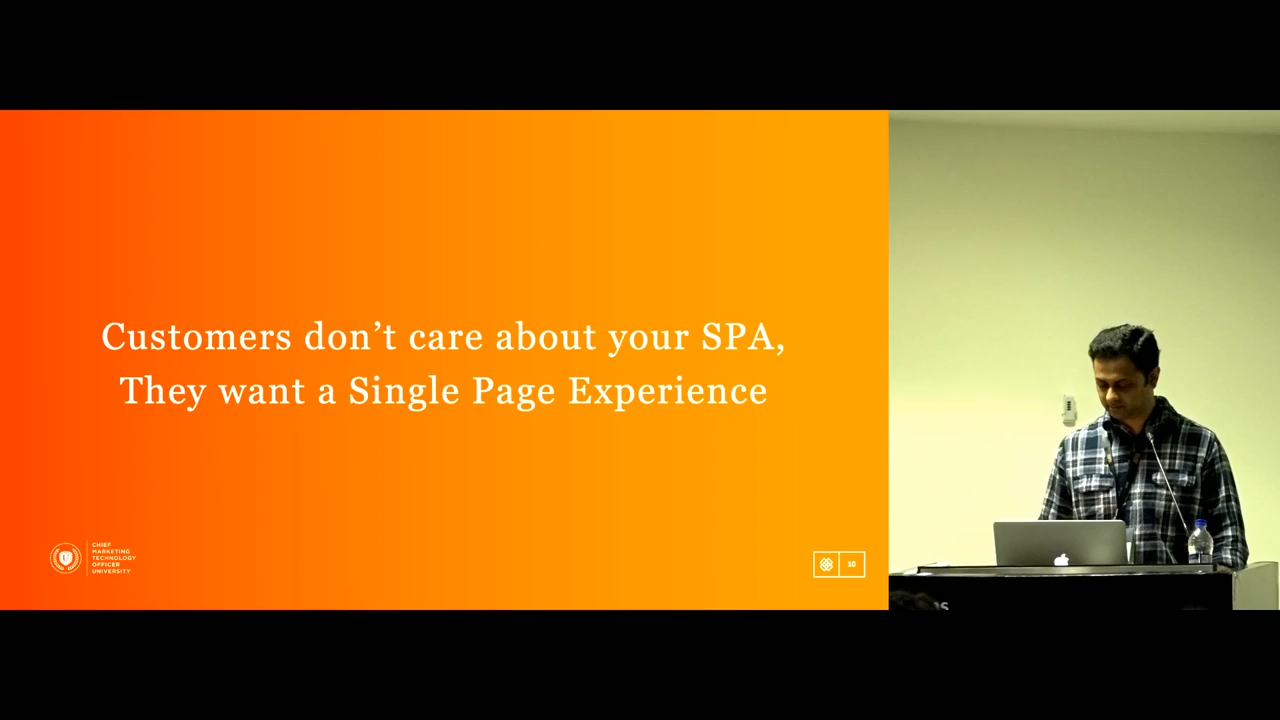 Customers don’t care about your SPA,
They want a Single Page Experience
CHIEF
MARKETING
TECHNOLOGY
OFFICER
UNIVERSITY
10